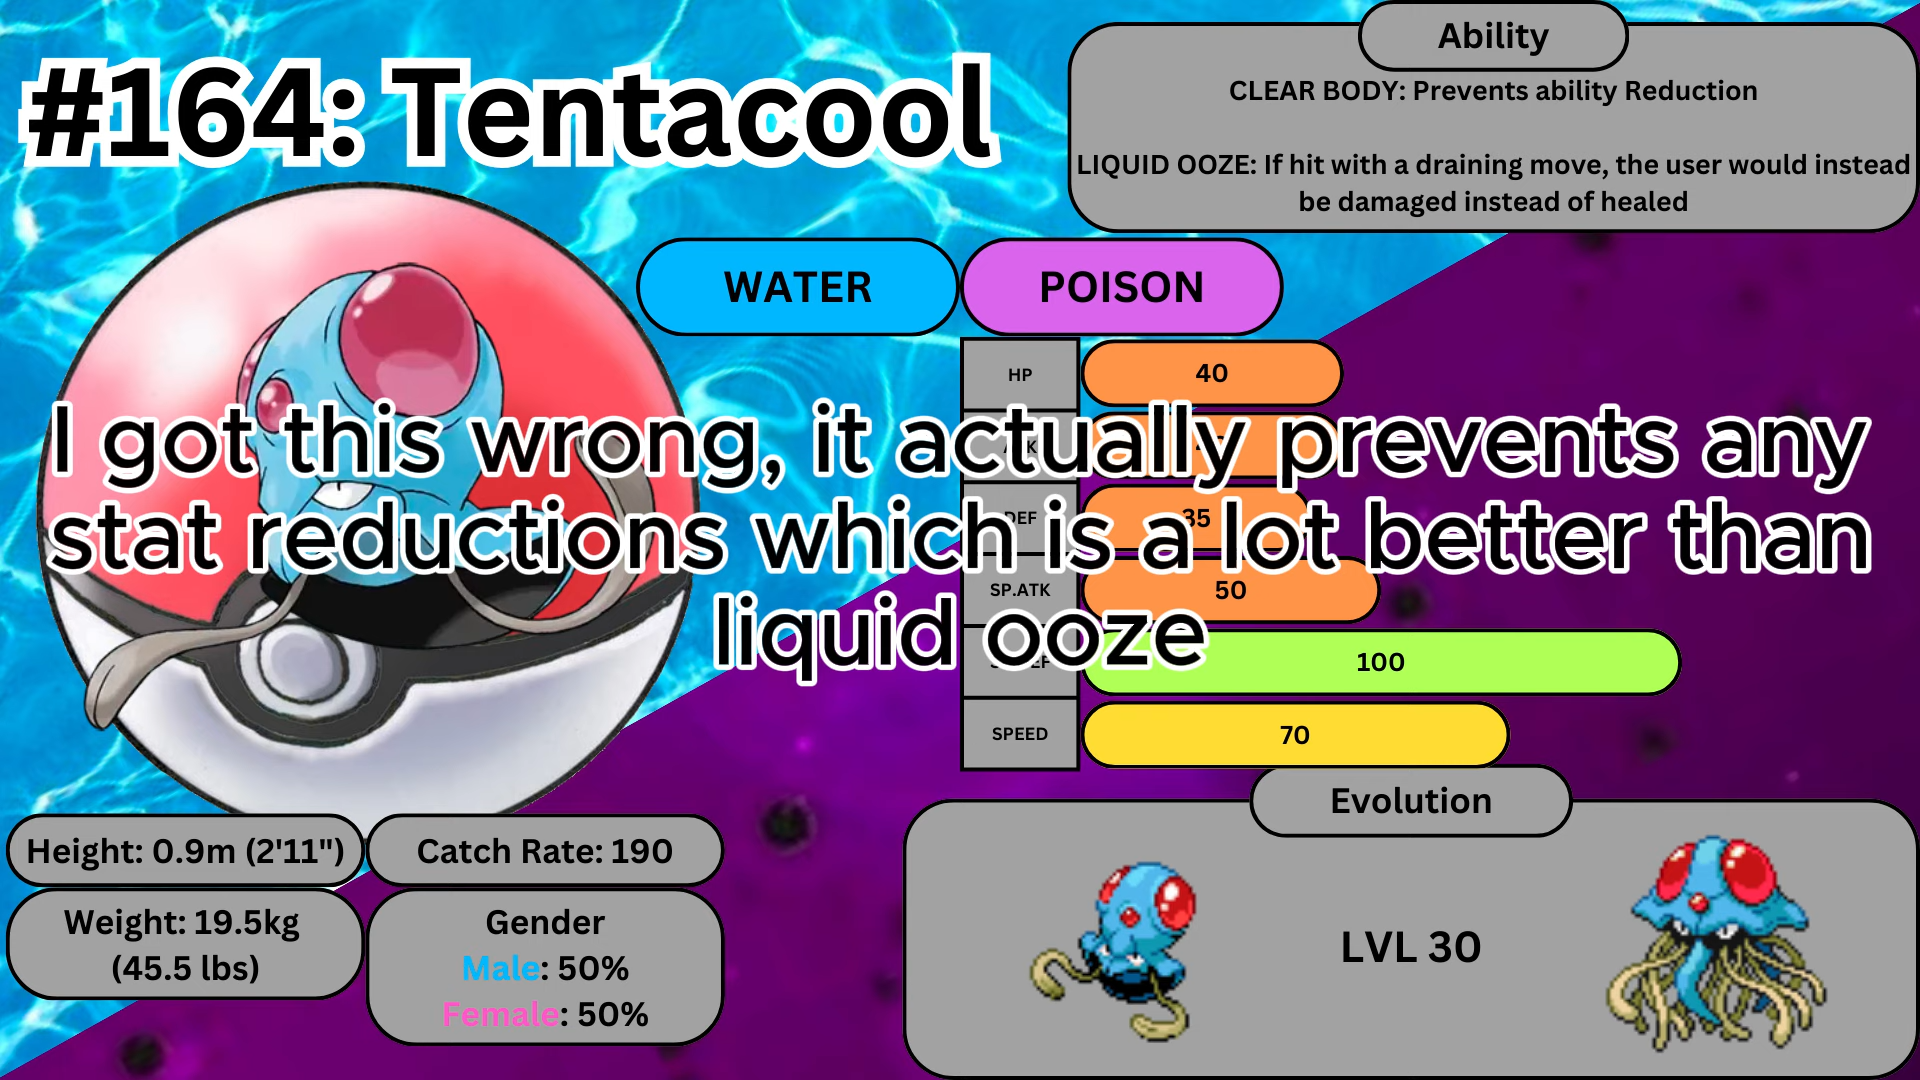 #164: Tentacool
Ability
CLEAR BODY: Prevents ability Reduction
LIQUID OOZE: If hit with a draining move, the user would instead
be damaged instead of healed
WATER
POISON
HP
40
I got this wrong, it actually prevents any
stat reductions which is a lot better than
liquid ooze
DEF
35
SP.ATK
50
100
SPEED
70
Height: 0.9m (2'11")
Catch Rate: 190
Weight: 19.5kg
(45.5 lbs)
Gender
Male: 50%
Female: 50%
Evolution
LVL 30